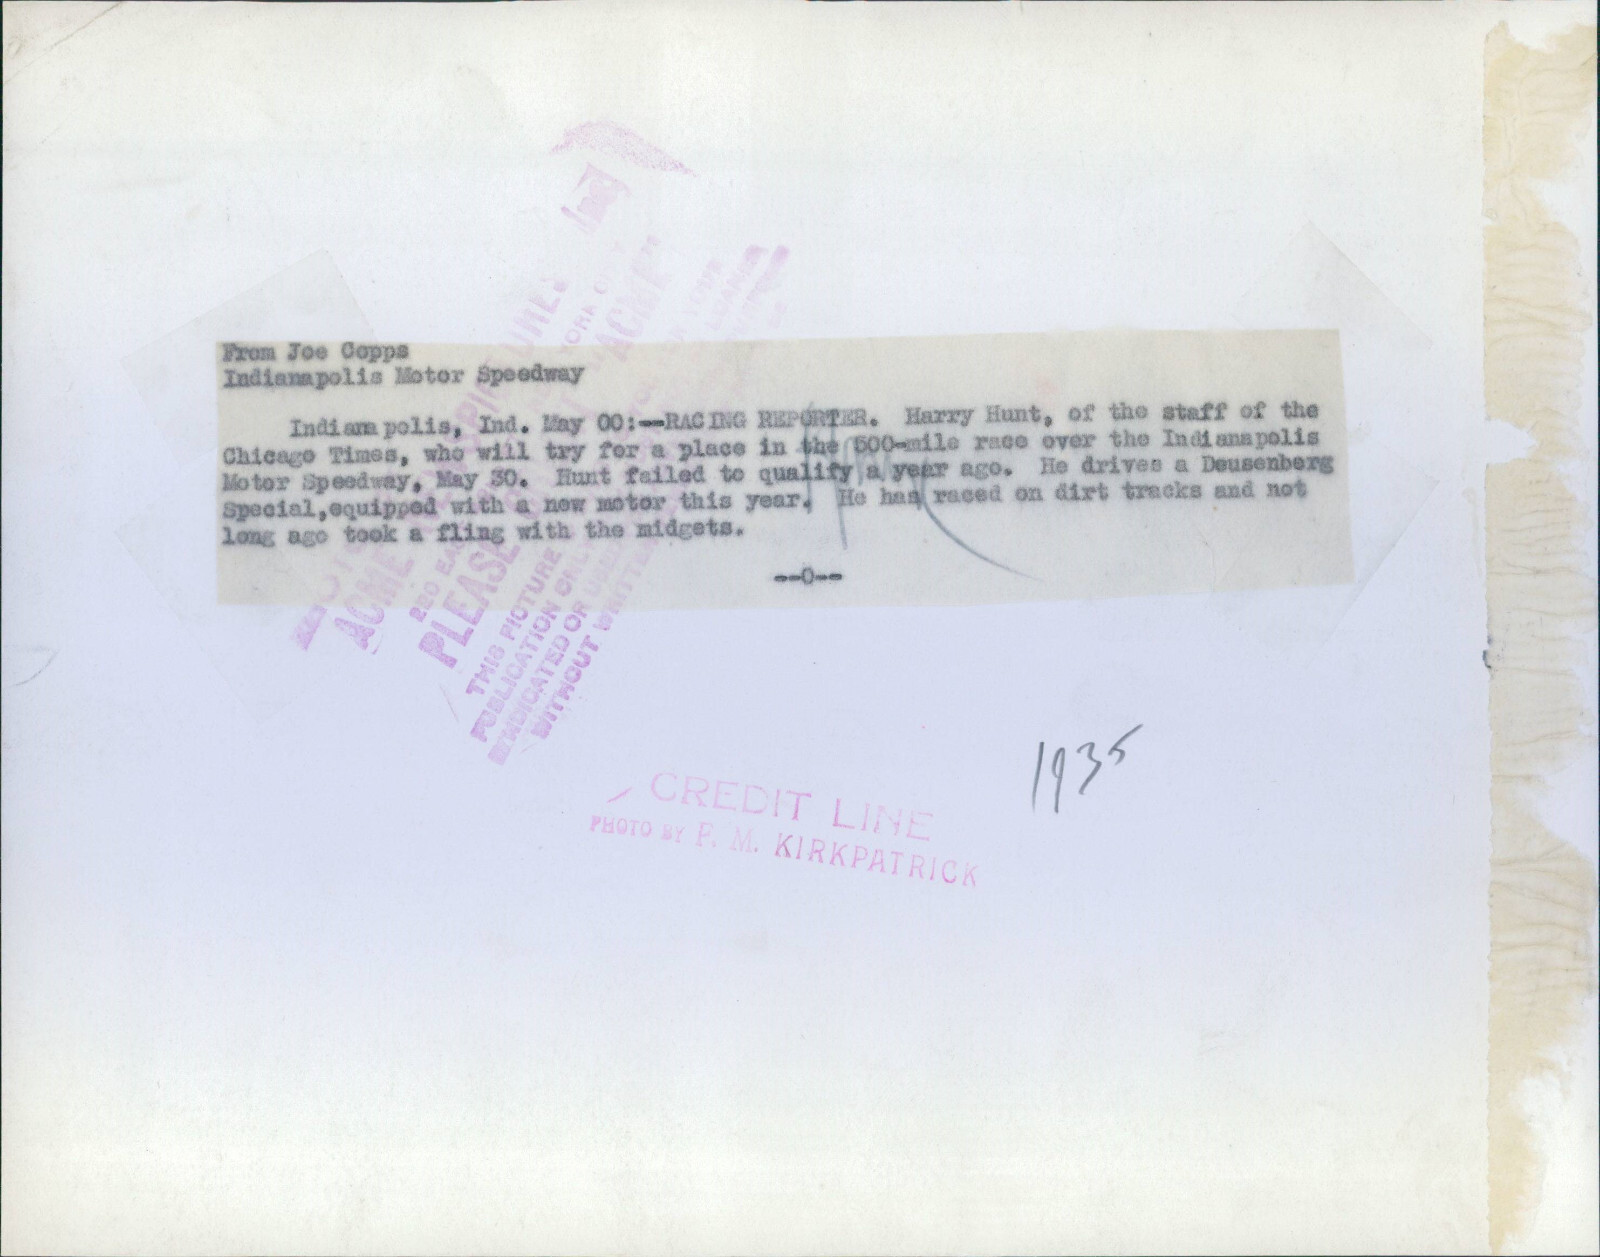 From Joe Copps
Indianapolis Motor Speedway
Indianapolis, Ind. May 00:--RACING REPORTER. Harry Hunt, of the staff of the
Chicago Times, who will try for a place in the 500-mile race over the Indianapolis
Motor Speedway, May 30. Hunt failed to qualify a year ago. He drives a Deusenberg
Special,equipped with a new motor this year. He has raced on dirt tracks and not
long ago took a fling with the midgets.
--0--
ACME
PLEASE
THIS PICTURE
PUBLICATION ONLY
SYNDICATED OR
WITHOUT WRITTEN
ACME
1935
CREDIT LINE
PHOTO BY P. M. KIRKPATRICK